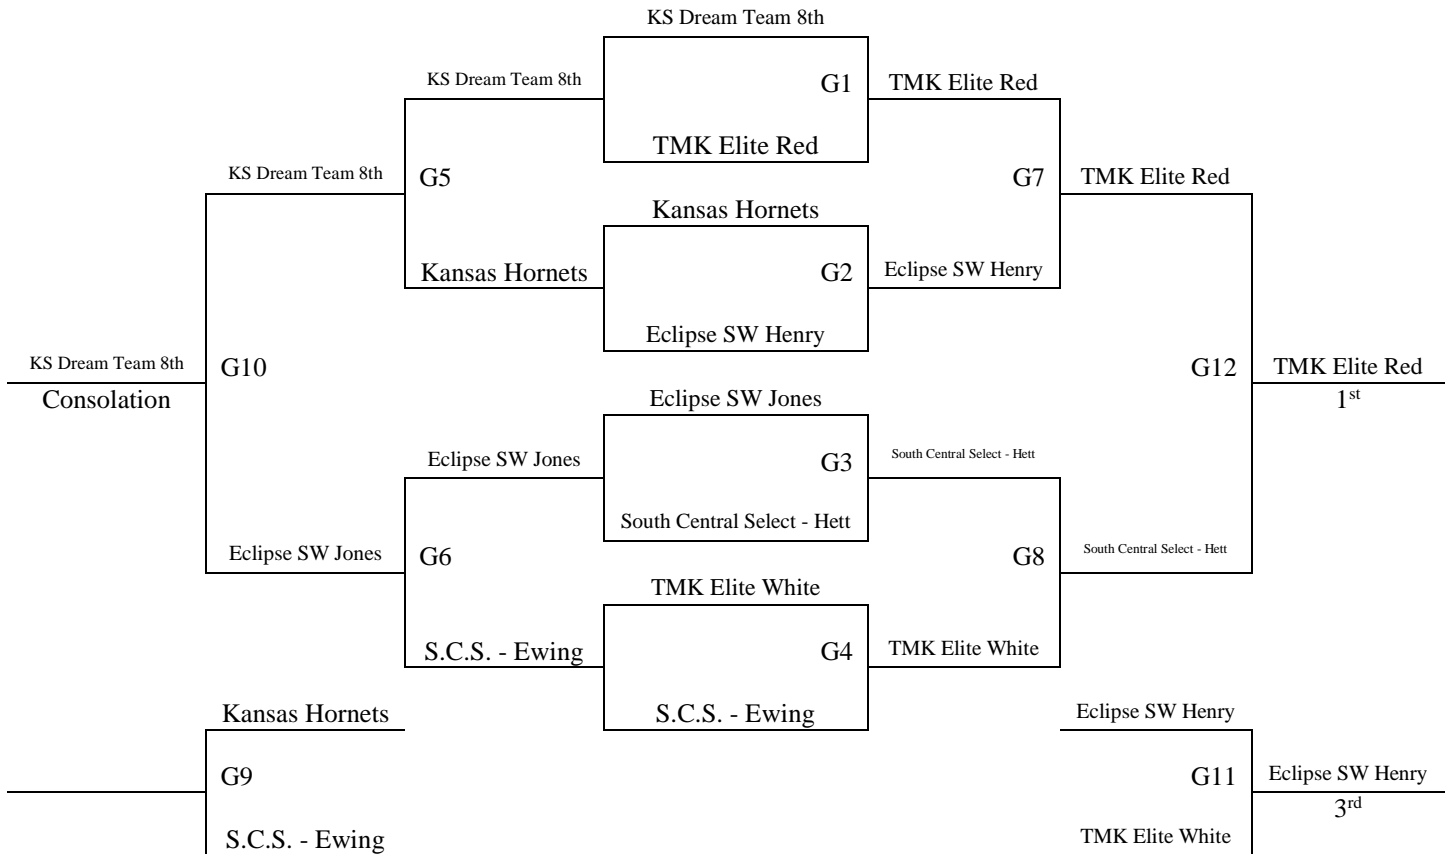 KS Dream Team 8th
KS Dream Team 8th
G1
TMK Elite Red
TMK Elite Red
KS Dream Team 8th
G5
G7
TMK Elite Red
Kansas Hornets
Kansas Hornets
G2
Eclipse SW Henry
Eclipse SW Henry
KS Dream Team 8th
G10
G12
TMK Elite Red
Consolation
1st
Eclipse SW Jones
Eclipse SW Jones
G3
South Central Select - Hett
South Central Select - Hett
Eclipse SW Jones
G6
G8
South Central Select - Hett
TMK Elite White
S.C.S. - Ewing
G4
TMK Elite White
Kansas Hornets
S.C.S. - Ewing
Eclipse SW Henry
G9
G11
Eclipse SW Henry
3rd
S.C.S. - Ewing
TMK Elite White